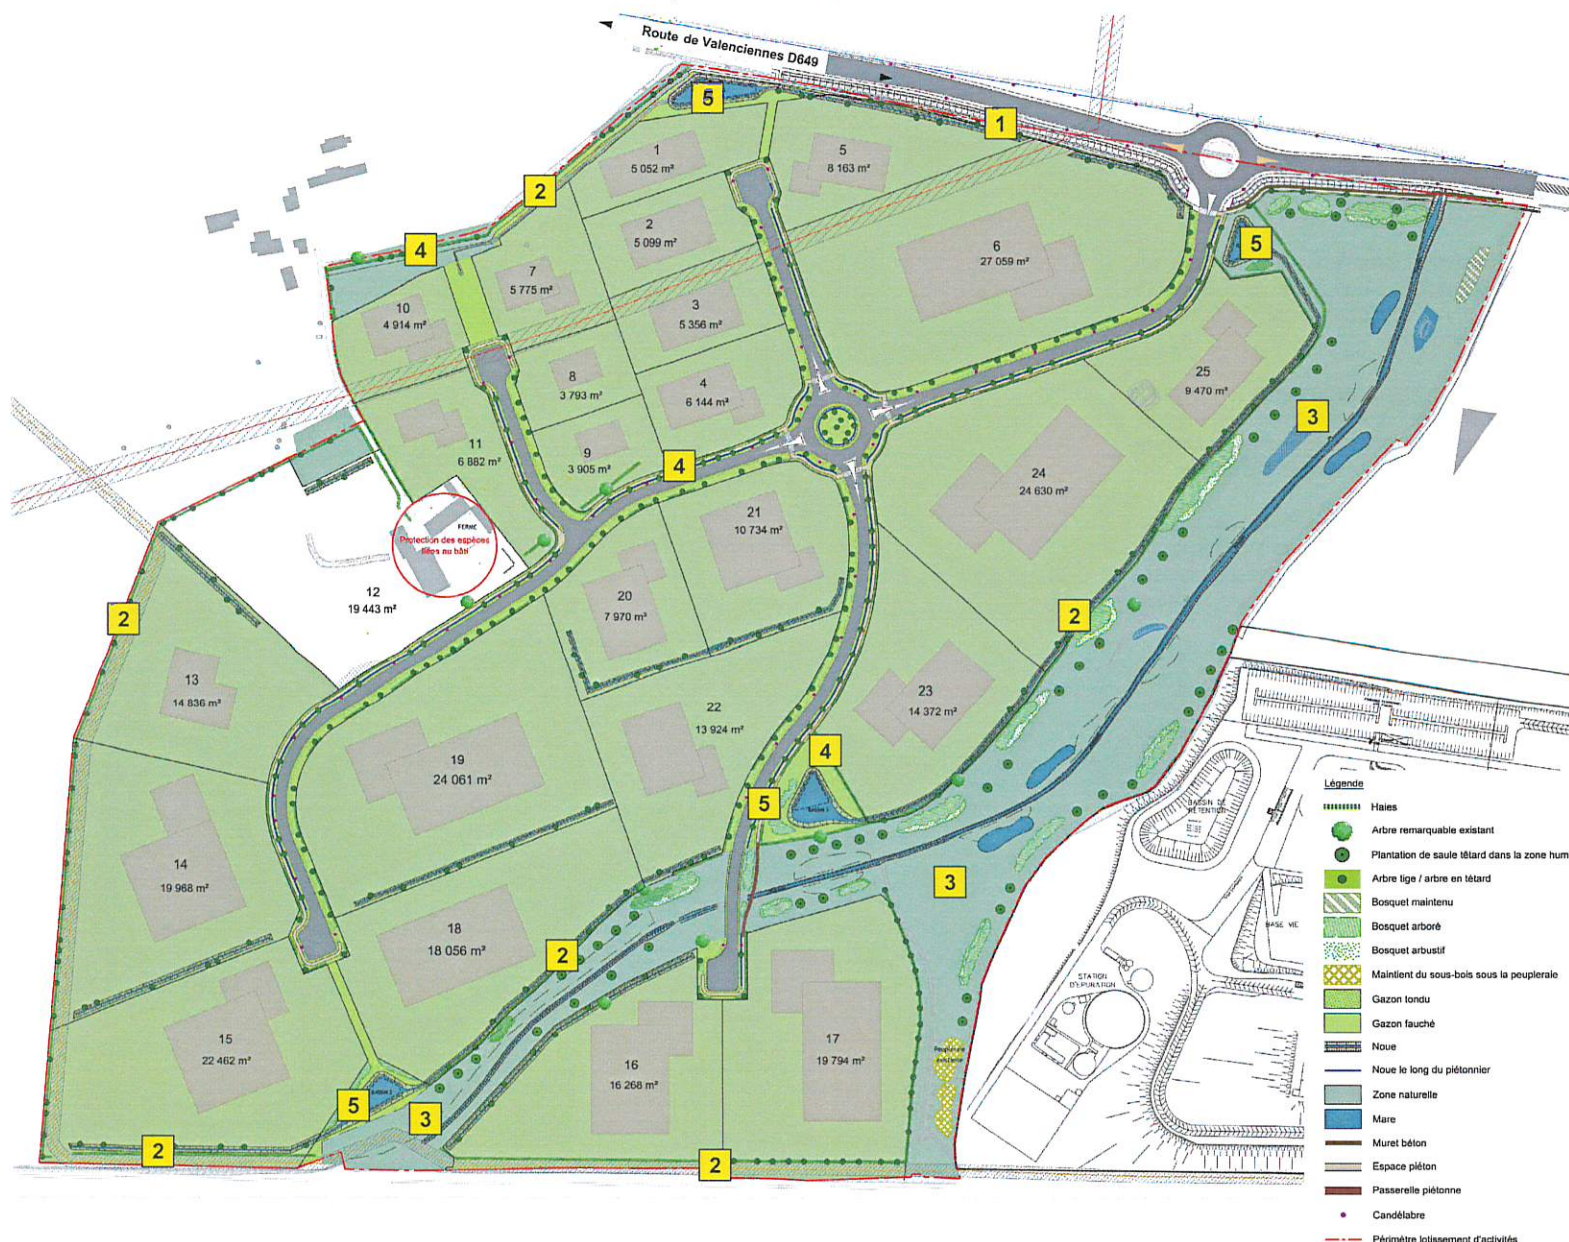 Route de Valenciennes D649
5
1
1
5 052 m²
5
8 163 m²
2
2
5 099 m²
4
6
27 059 m²
5
7
5 775 m²
10
4 914 m²
3
5 356 m²
8
3 793 m²
4
6 144 m²
25
9 470 m²
3
11
6 882 m²
9
3 905 m²
4
24
24 630 m²
21
10 734 m²
FERME
Protection des espèces
liées au bâti
12
19 443 m²
20
7 970 m²
2
2
13
14 836 m²
23
14 372 m²
22
13 924 m²
4
19
24 061 m²
5
14
19 968 m²
3
18
18 056 m²
2
15
22 462 m²
16
16 268 m²
17
19 794 m²
5
3
2
2
BASSIN DE
RETENTION
BASE VIE
STATION
D'EPURATION
Légende
Haies
Arbre remarquable existant
Plantation de saule têtard dans la zone hum
Arbre tige / arbre en têtard
Bosquet maintenu
Bosquet arboré
Bosquet arbustif
Maintient du sous-bois sous la peupleraie
Gazon tondu
Gazon fauché
Noue
Noue le long du piétonnier
Zone naturelle
Mare
Muret béton
Espace piéton
Passerelle piétonne
Candélabre
Périmètre lotissement d'activités